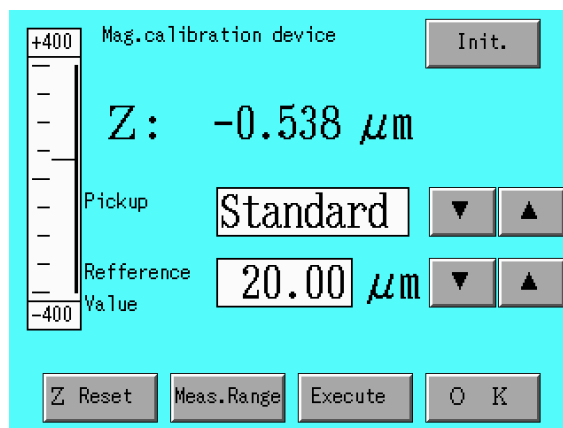 +400
Mag.calibration device
Init.
Z: -0.538 μm
Pickup
Standard
▼
▲
Refference
Value
20.00 μm
▼
▲
-400
Z Reset
Meas.Range
Execute
O K